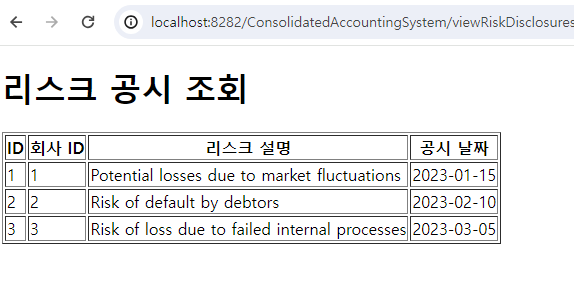 localhost:8282/ConsolidatedAccountingSystem/viewRiskDisclosures
리스크 공시 조회
ID 회사 ID 리스크 설명 공시 날짜
1 1 Potential losses due to market fluctuations 2023-01-15
2 2 Risk of default by debtors 2023-02-10
3 3 Risk of loss due to failed internal processes 2023-03-05